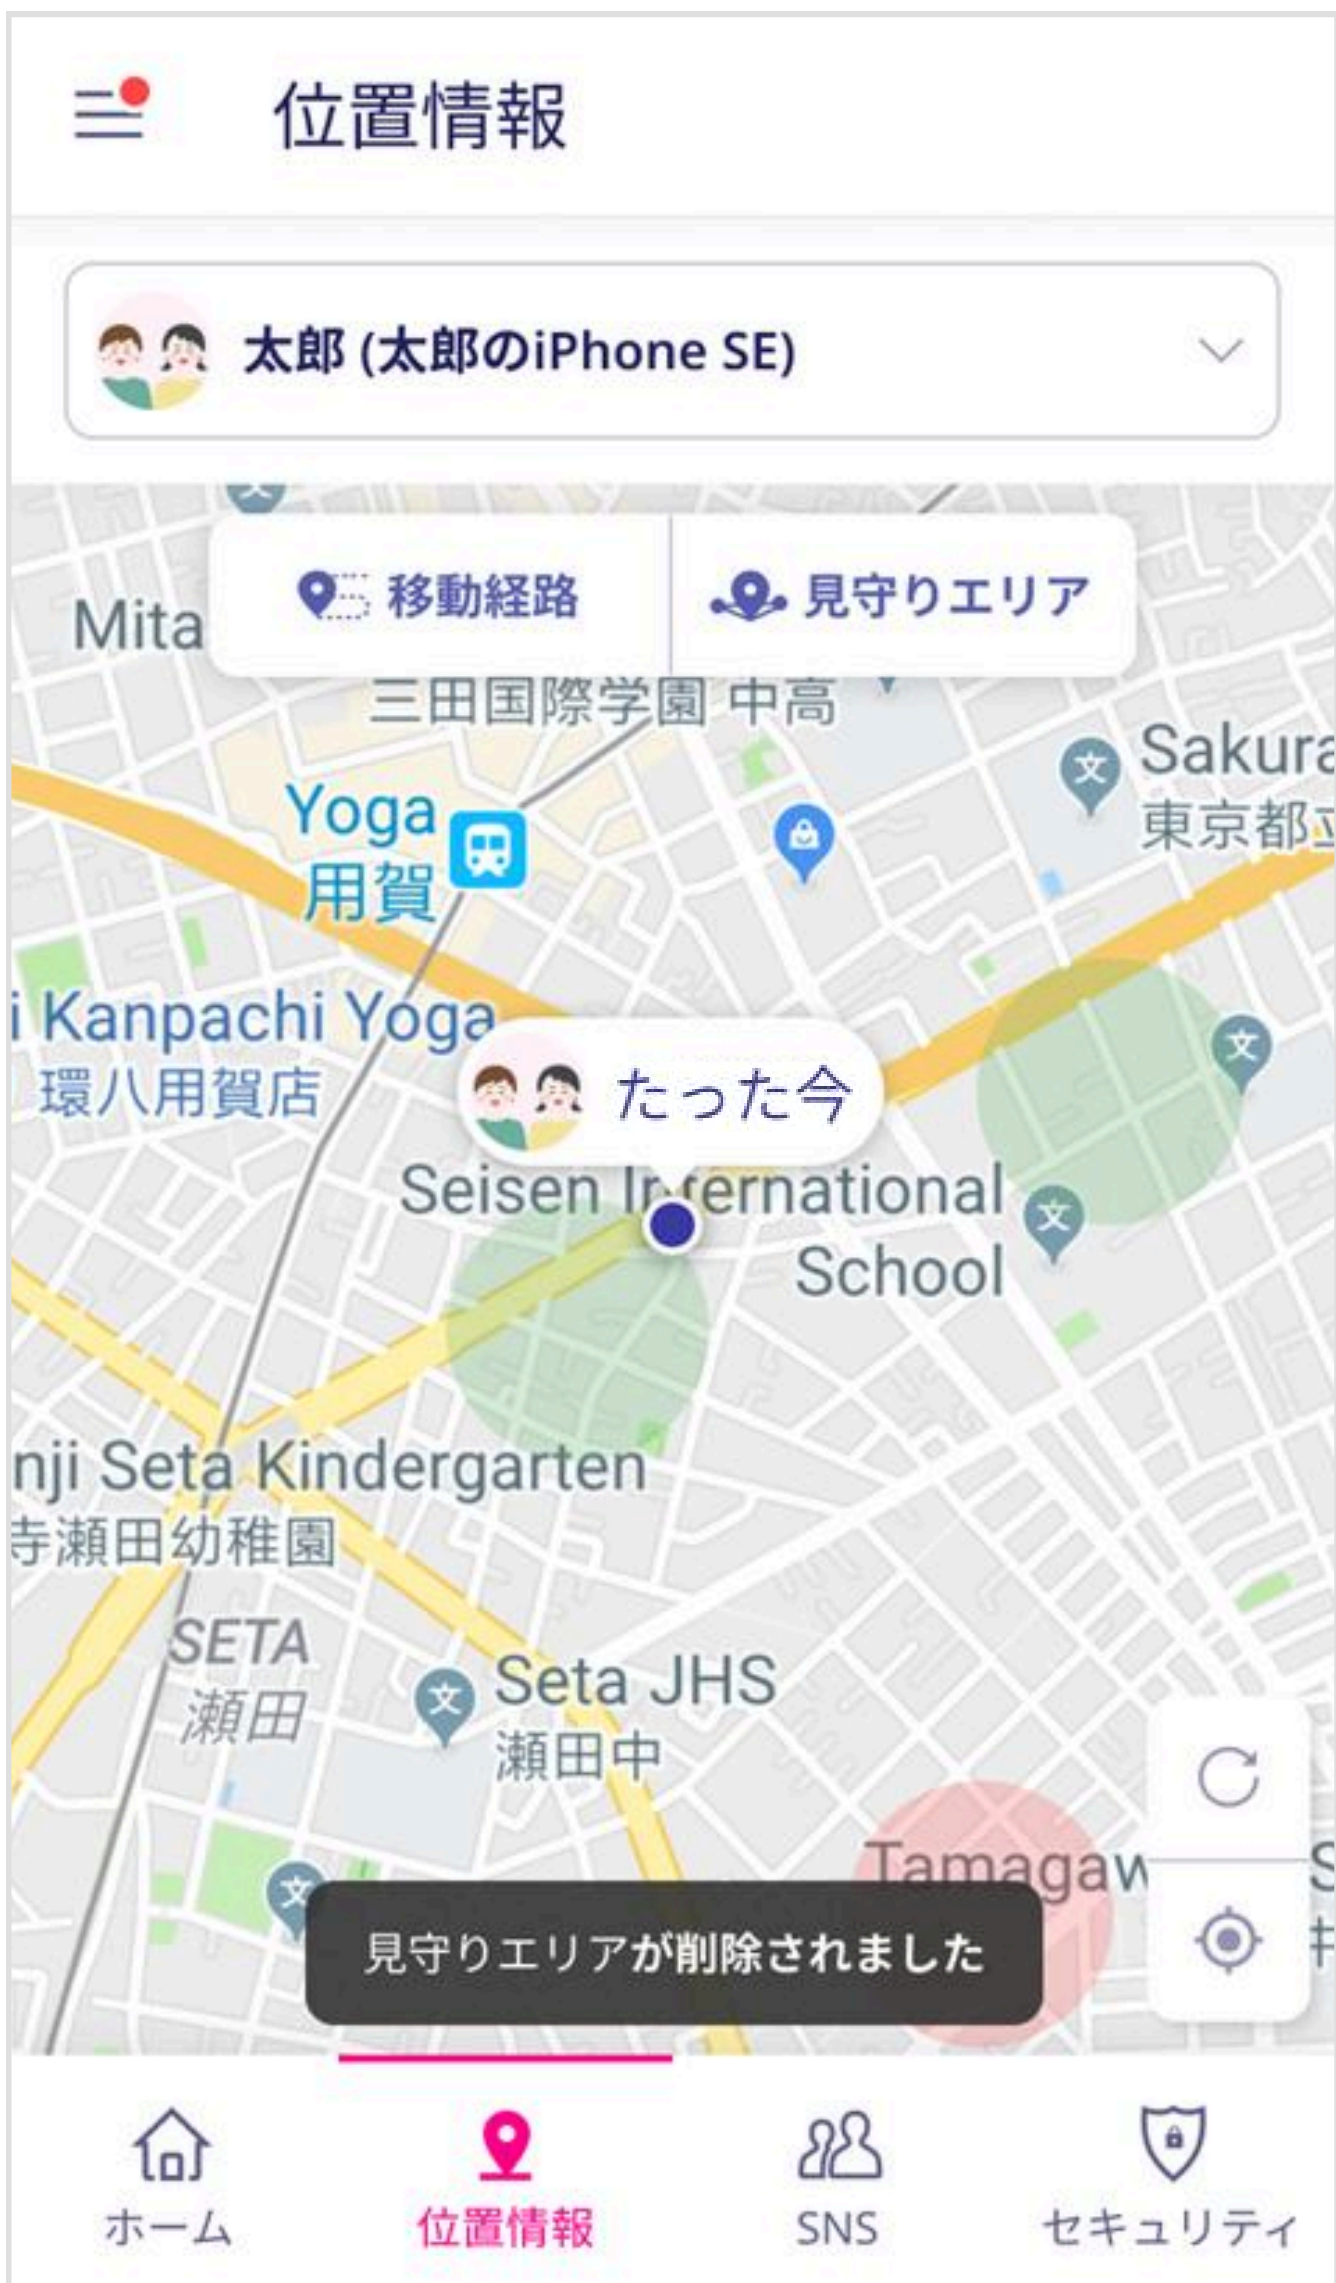 位置情報
太郎 (太郎のiPhone SE)
移動経路
見守りエリア
Mita
三田国際学園 中高
Sakura
東京都立
Yoga
用賀
i Kanpachi Yoga
環八用賀店
たった今
Seisen International
School
nji Seta Kindergarten
寺瀬田幼稚園
SETA
瀬田
Seta JHS
瀬田中
Tamagaw
見守りエリアが削除されました
ホーム
位置情報
SNS
セキュリティ